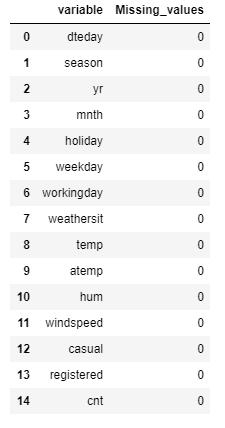 variable Missing_values
0 dteday 0
1 season 0
2 yr 0
3 mnth 0
4 holiday 0
5 weekday 0
6 workingday 0
7 weathersit 0
8 temp 0
9 atemp 0
10 hum 0
11 windspeed 0
12 casual 0
13 registered 0
14 cnt 0